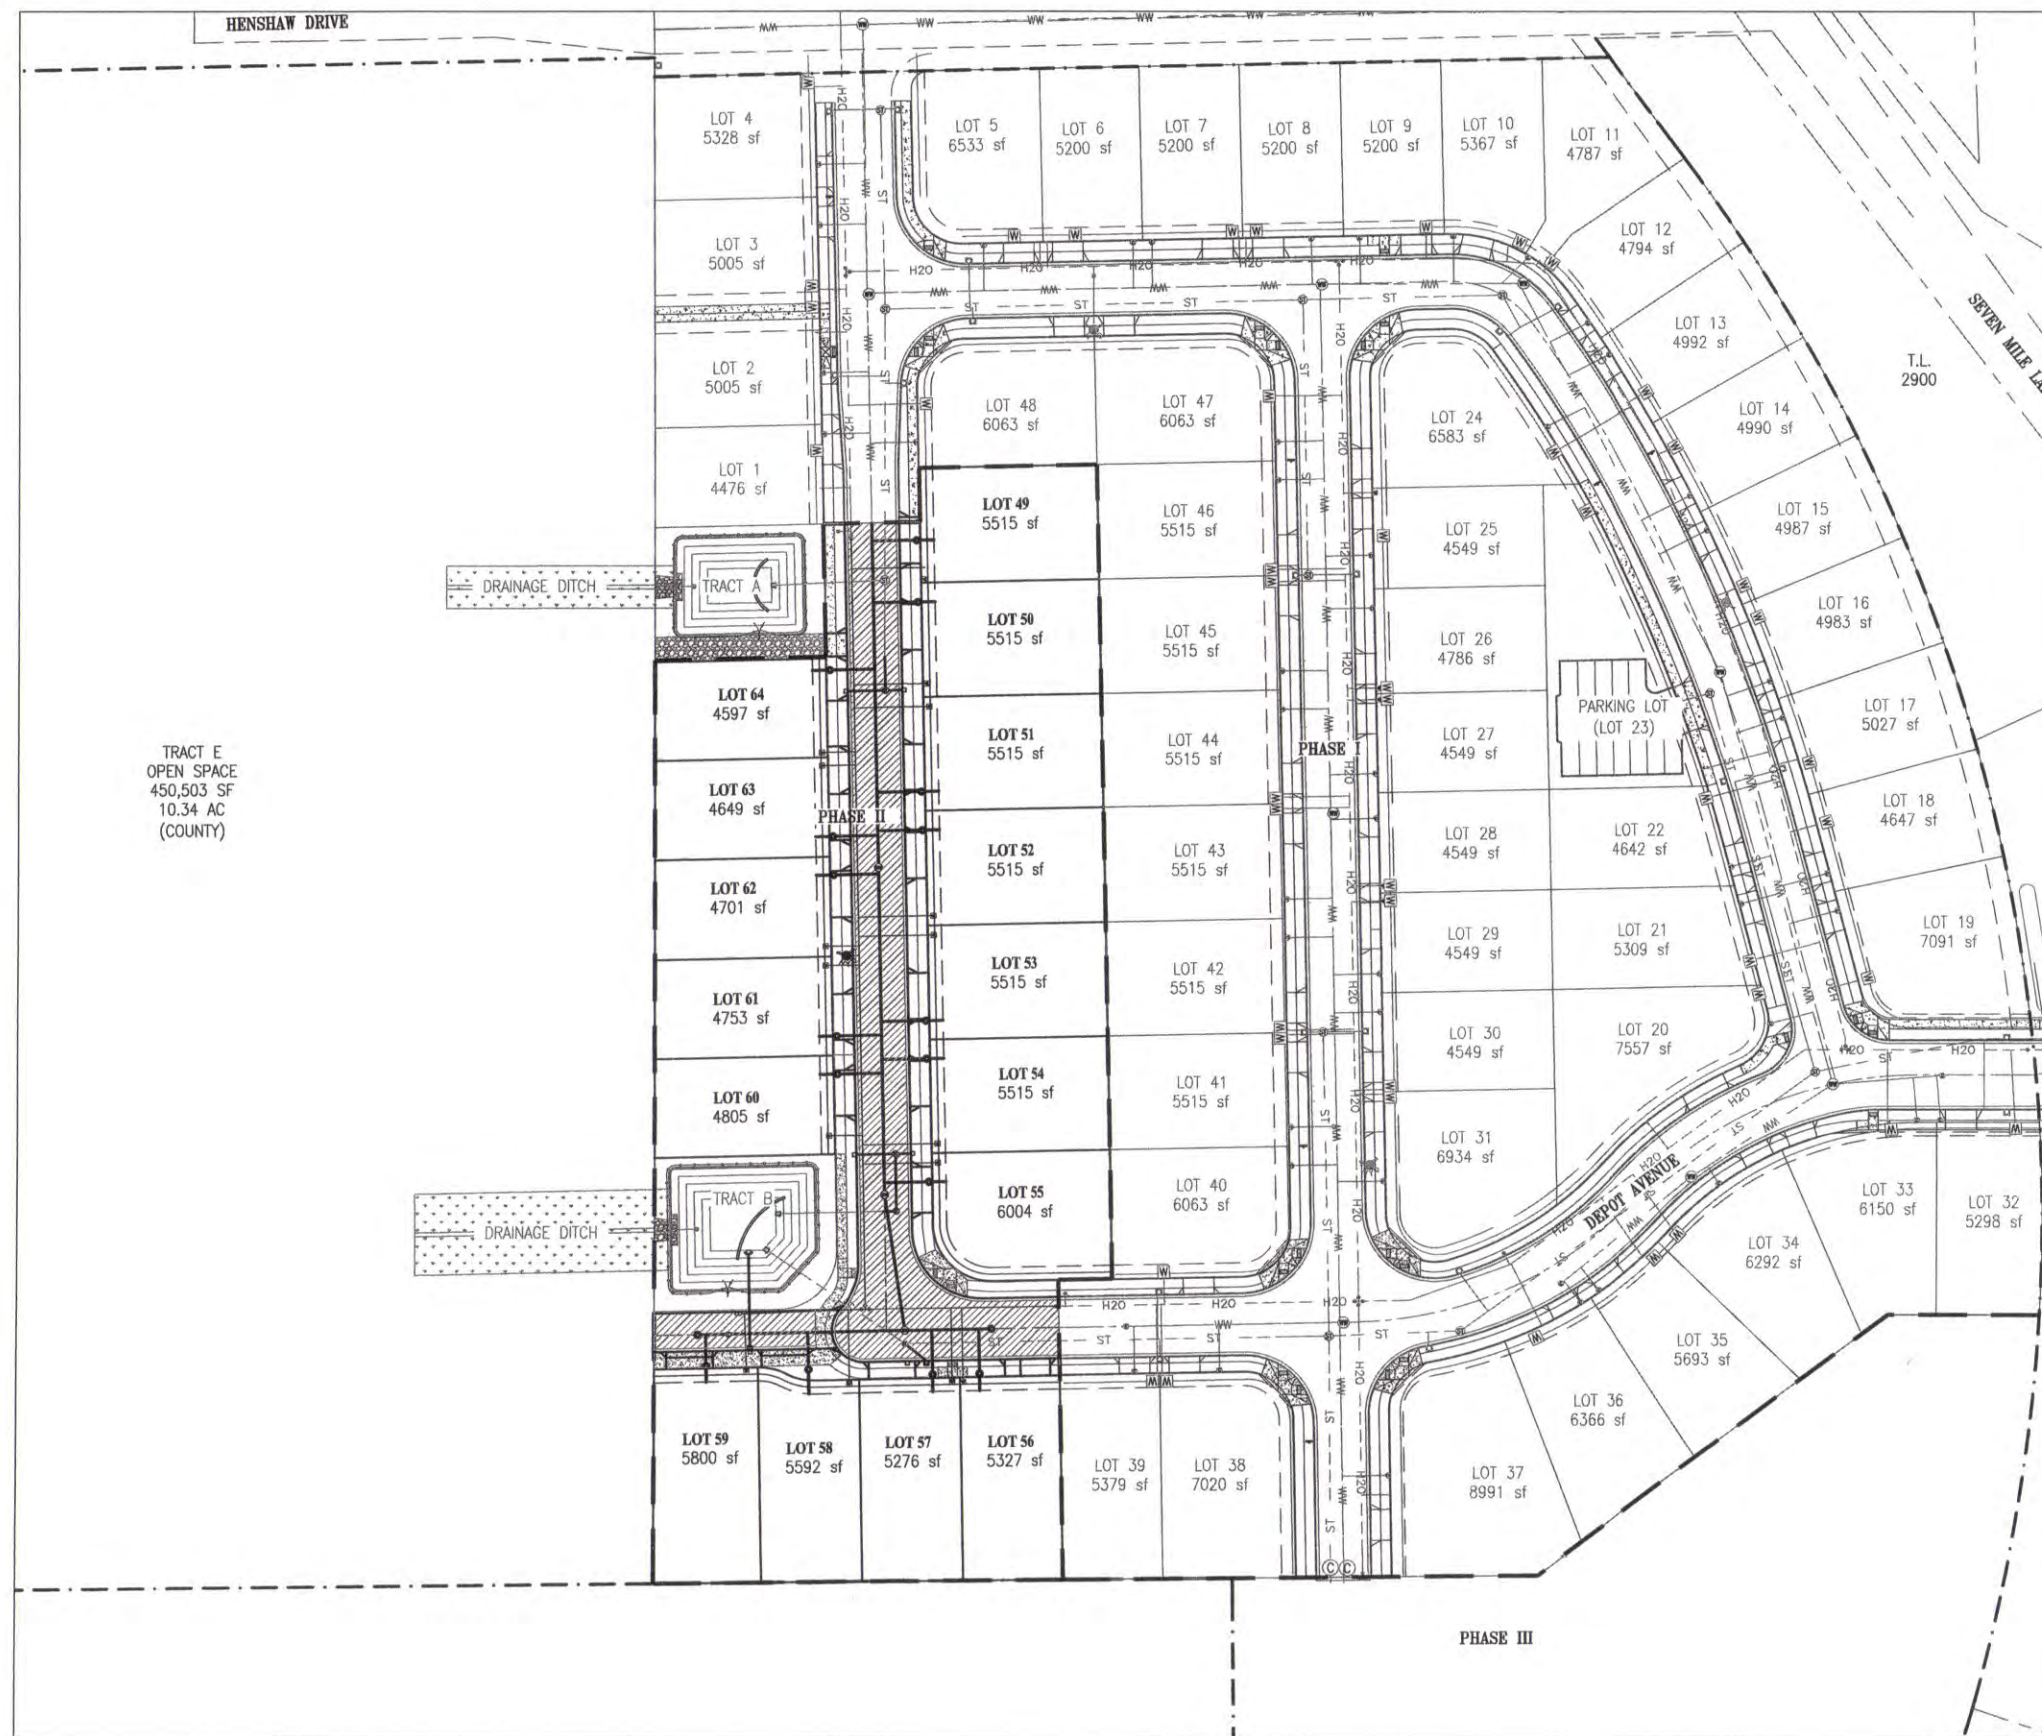 HENSHAW DRIVE
LOT 4
5328 sf
LOT 5
6533 sf
LOT 6
5200 sf
LOT 7
5200 sf
LOT 8
5200 sf
LOT 9
5200 sf
LOT 10
5367 sf
LOT 11
4787 sf
LOT 3
5005 sf
LOT 12
4794 sf
SEVEN MILE LA
LOT 2
5005 sf
LOT 13
4992 sf
T.L.
2900
LOT 48
6063 sf
LOT 47
6063 sf
LOT 24
6583 sf
LOT 14
4990 sf
LOT 1
4476 sf
LOT 49
5515 sf
LOT 46
5515 sf
LOT 25
4549 sf
LOT 15
4987 sf
DRAINAGE DITCH
TRACT A
LOT 50
5515 sf
LOT 45
5515 sf
LOT 26
4786 sf
LOT 16
4983 sf
LOT 64
4597 sf
LOT 51
5515 sf
LOT 44
5515 sf
PHASE I
LOT 27
4549 sf
PARKING LOT
(LOT 23)
LOT 17
5027 sf
TRACT E
OPEN SPACE
450,503 SF
10.34 AC
(COUNTY)
LOT 63
4649 sf
PHASE II
LOT 52
5515 sf
LOT 43
5515 sf
LOT 28
4549 sf
LOT 22
4642 sf
LOT 18
4647 sf
LOT 62
4701 sf
LOT 53
5515 sf
LOT 42
5515 sf
LOT 29
4549 sf
LOT 21
5309 sf
LOT 19
7091 sf
LOT 61
4753 sf
LOT 54
5515 sf
LOT 41
5515 sf
LOT 30
4549 sf
LOT 20
7557 sf
LOT 60
4805 sf
LOT 31
6934 sf
DEPOT AVENUE
DRAINAGE DITCH
TRACT B
LOT 55
6004 sf
LOT 40
6063 sf
LOT 34
6292 sf
LOT 33
6150 sf
LOT 32
5298 sf
LOT 35
5693 sf
LOT 36
6366 sf
LOT 59
5800 sf
LOT 58
5592 sf
LOT 57
5276 sf
LOT 56
5327 sf
LOT 39
5379 sf
LOT 38
7020 sf
LOT 37
8991 sf
PHASE III